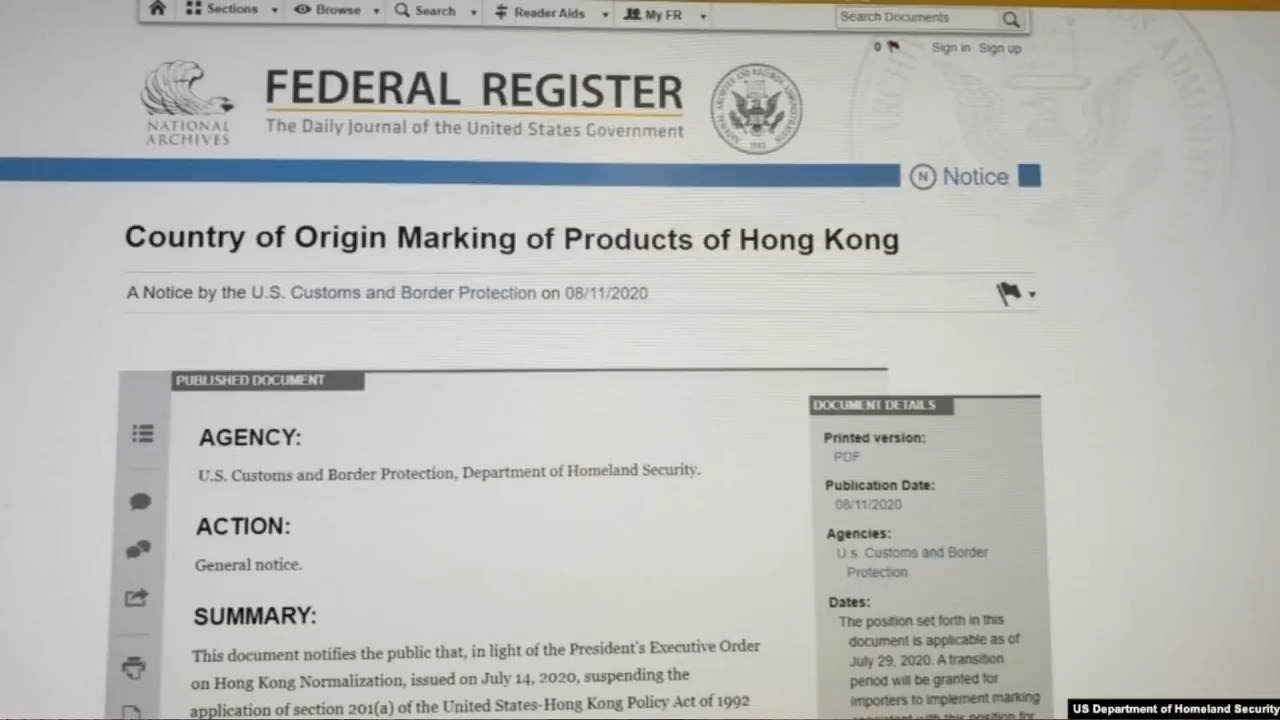 Sections Browse Search Reader Aids My FR Search Documents
0 Sign in Sign up
NATIONAL ARCHIVES
FEDERAL REGISTER
The Daily Journal of the United States Government
N Notice
Country of Origin Marking of Products of Hong Kong
A Notice by the U.S. Customs and Border Protection on 08/11/2020
PUBLISHED DOCUMENT
AGENCY:
U.S. Customs and Border Protection, Department of Homeland Security.
ACTION:
General notice.
SUMMARY:
This document notifies the public that, in light of the President's Executive Order
on Hong Kong Normalization, issued on July 14, 2020, suspending the
application of section 201(a) of the United States-Hong Kong Policy Act of 1992
DOCUMENT DETAILS
Printed version:
PDF
Publication Date:
08/11/2020
Agencies:
U.s. Customs and Border
Protection
Dates:
The position set forth in this
document is applicable as of
July 29, 2020. A transition
period will be granted for
importers to implement marking
US Department of Homeland Security